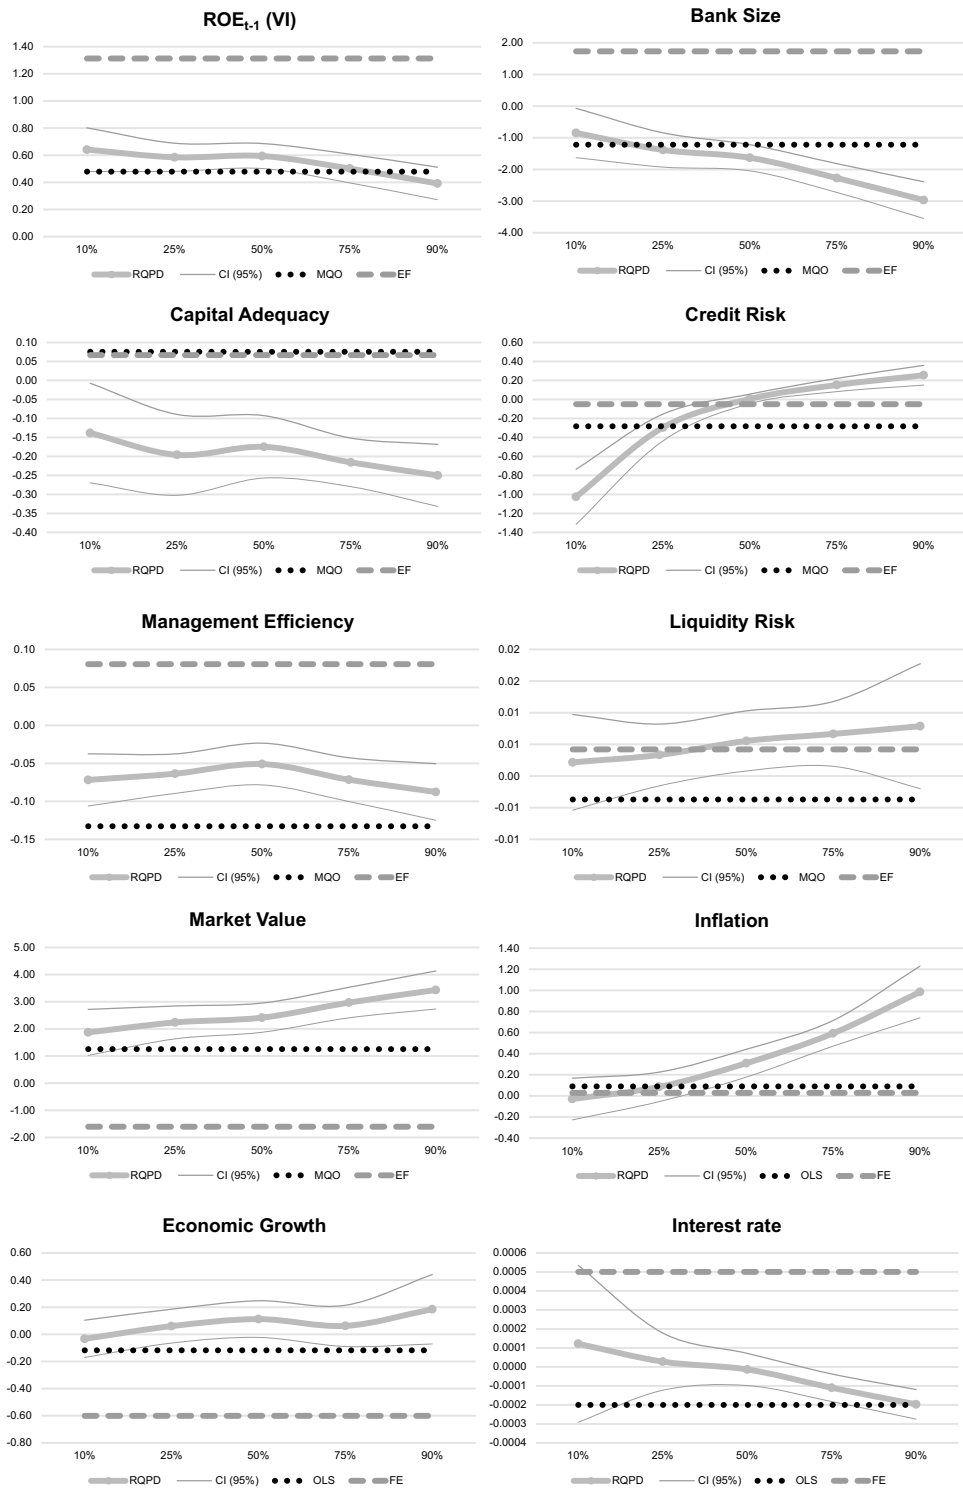 ROEt-1 (VI)
1.40
1.20
1.00
0.80
0.60
0.40
0.20
0.00
10% 25% 50% 75% 90%
RQPD CI (95%) MQO EF
Bank Size
2.00
1.00
0.00
-1.00
-2.00
-3.00
-4.00
10% 25% 50% 75% 90%
RQPD CI (95%) MQO EF
Capital Adequacy
0.10
0.05
0.00
-0.05
-0.10
-0.15
-0.20
-0.25
-0.30
-0.35
-0.40
10% 25% 50% 75% 90%
RQPD CI (95%) MQO EF
Credit Risk
0.60
0.40
0.20
0.00
-0.20
-0.40
-0.60
-0.80
-1.00
-1.20
-1.40
10% 25% 50% 75% 90%
RQPD CI (95%) MQO EF
Management Efficiency
0.10
0.05
0.00
-0.05
-0.10
-0.15
10% 25% 50% 75% 90%
RQPD CI (95%) MQO EF
Liquidity Risk
0.02
0.02
0.01
0.01
0.00
-0.01
-0.01
10% 25% 50% 75% 90%
RQPD CI (95%) MQO EF
Market Value
5.00
4.00
3.00
2.00
1.00
0.00
-1.00
-2.00
10% 25% 50% 75% 90%
RQPD CI (95%) MQO EF
Inflation
1.40
1.20
1.00
0.80
0.60
0.40
0.20
0.00
-0.20
-0.40
10% 25% 50% 75% 90%
RQPD CI (95%) OLS FE
Economic Growth
0.60
0.40
0.20
0.00
-0.20
-0.40
-0.60
-0.80
10% 25% 50% 75% 90%
RQPD CI (95%) OLS FE
Interest rate
0.0006
0.0005
0.0004
0.0003
0.0002
0.0001
0.0000
-0.0001
-0.0002
-0.0003
-0.0004
10% 25% 50% 75% 90%
RQPD CI (95%) OLS FE